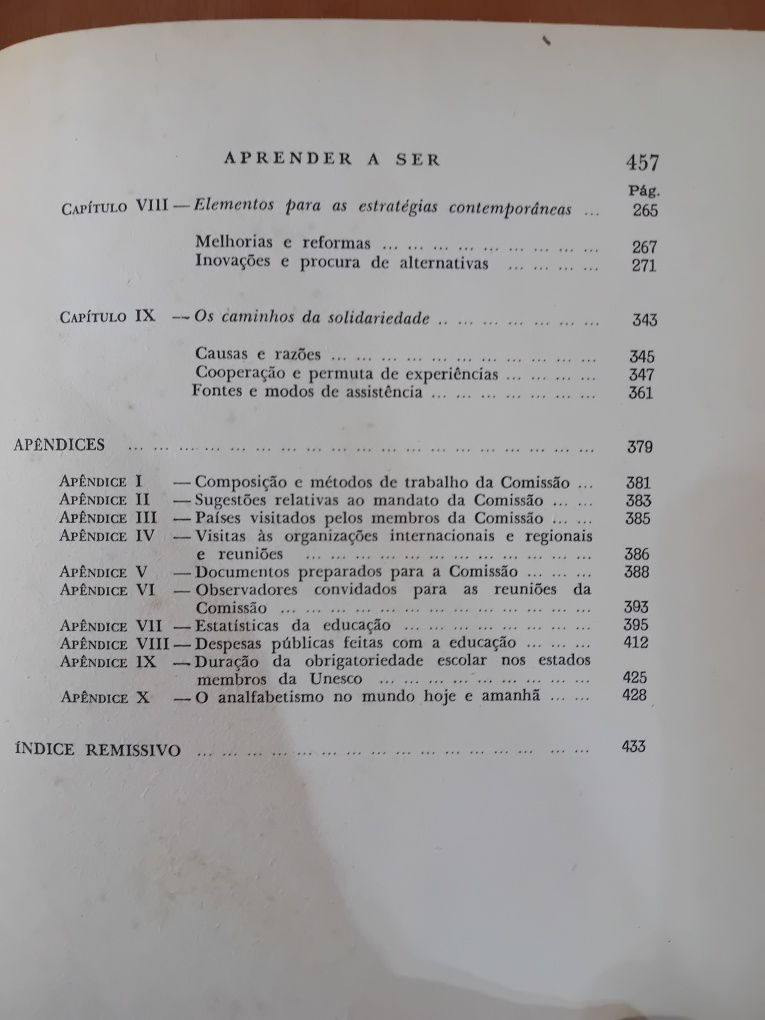 APRENDER A SER 457
Pág.
CAPÍTULO VIII — Elementos para as estratégias contemporâneas ... 265
Melhorias e reformas ... ... ... ... ... ... ... ... ... 267
Inovações e procura de alternativas ... ... ... ... 271
CAPÍTULO IX — Os caminhos da solidariedade .. ... ... ... ... ... ... 343
Causas e razões ... ... ... ... ... ... ... ... ... ... ... 345
Cooperação e permuta de experiências ... ... ... ... 347
Fontes e modos de assistência ... ... ... ... ... ... ... 361
APÊNDICES ... ... ... ... ... ... ... ... ... ... ... ... ... ... ... ... ... ... ... 379
APÊNDICE I — Composição e métodos de trabalho da Comissão ... 381
APÊNDICE II — Sugestões relativas ao mandato da Comissão ... ... 383
APÊNDICE III — Países visitados pelos membros da Comissão ... ... 385
APÊNDICE IV — Visitas às organizações internacionais e regionais
e reuniões ... ... ... ... ... ... ... ... ... ... ... ... 386
APÊNDICE V — Documentos preparados para a Comissão ... ... ... 388
APÊNDICE VI — Observadores convidados para as reuniões da
Comissão ... ... ... ... ... ... ... ... ... ... ... ... ... 393
APÊNDICE VII — Estatísticas da educação ... ... ... ... ... ... ... ... 395
APÊNDICE VIII — Despesas públicas feitas com a educação ... ... ... 412
APÊNDICE IX — Duração da obrigatoriedade escolar nos estados
membros da Unesco ... ... ... ... ... ... ... ... ... 425
APÊNDICE X — O analfabetismo no mundo hoje e amanhã ... ... 428
ÍNDICE REMISSIVO ... ... ... ... ... ... ... ... ... ... ... ... ... ... ... ... 433